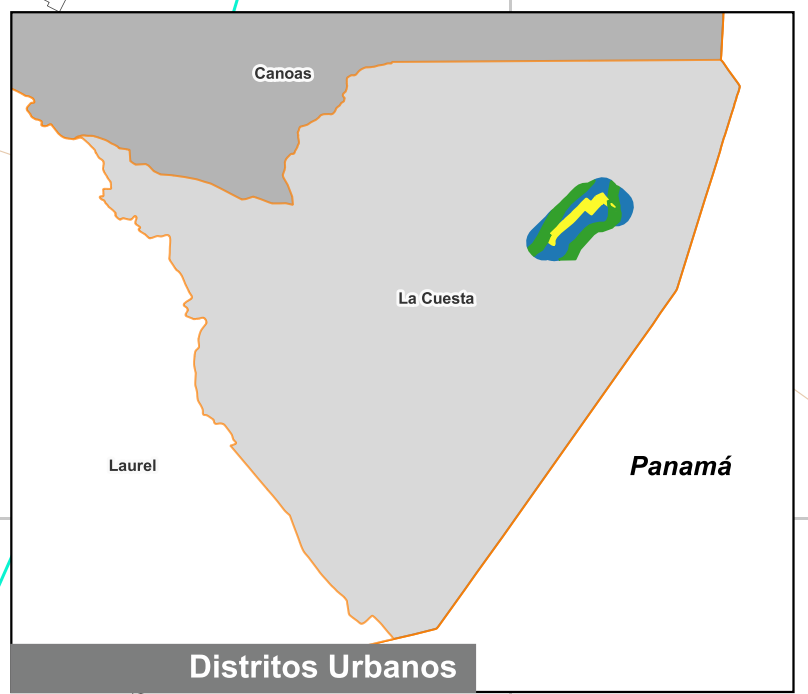 Canoas
La Cuesta
Laurel
Panamá
Distritos Urbanos